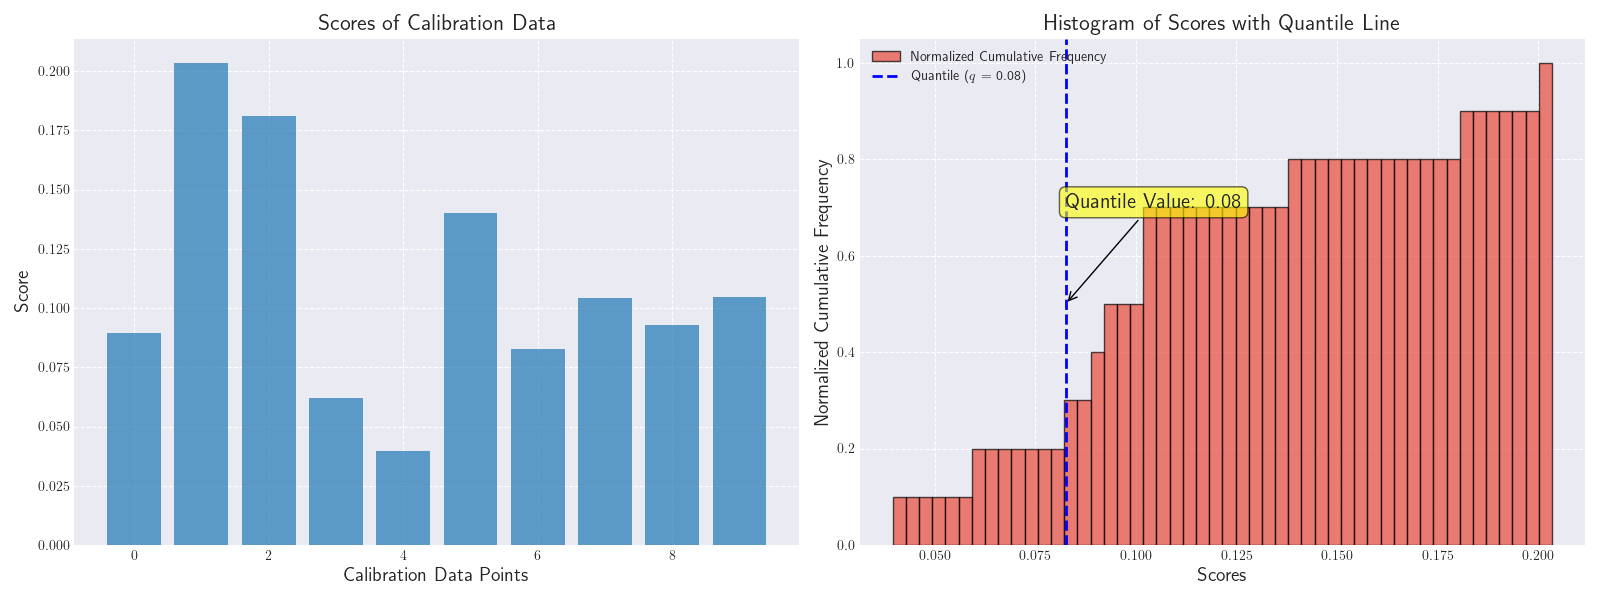 Scores of Calibration Data
0.200
0.175
0.150
0.125
0.100
0.075
0.050
0.025
0.000
Score
0 2 4 6 8
Calibration Data Points
Histogram of Scores with Quantile Line
Normalized Cumulative Frequency
Quantile (q = 0.08)
Quantile Value: 0.08
1.0
0.8
0.6
0.4
0.2
0.0
Normalized Cumulative Frequency
0.050 0.075 0.100 0.125 0.150 0.175 0.200
Scores